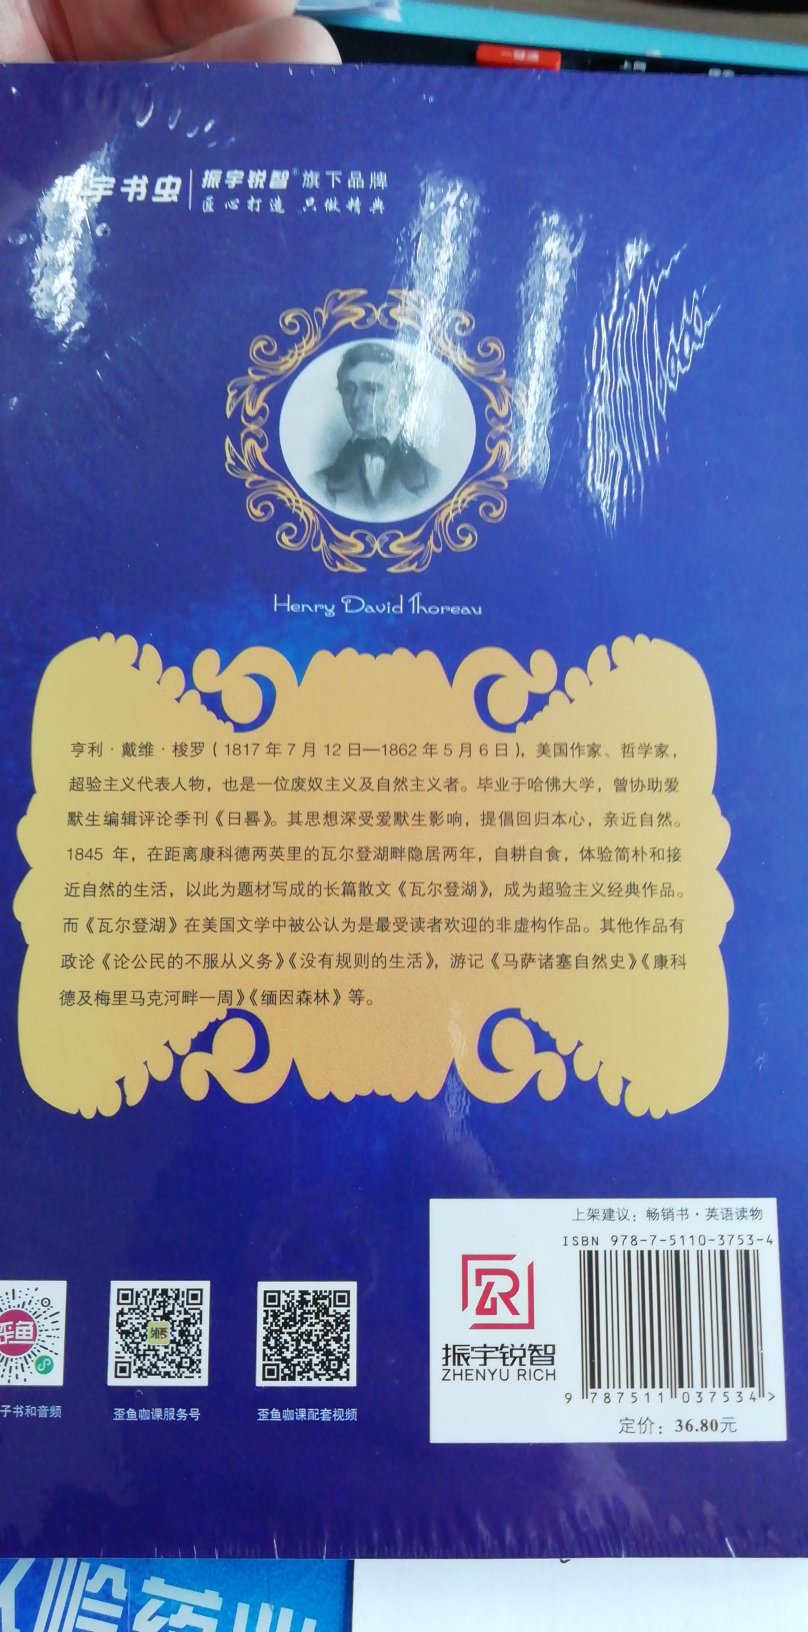 振宇书虫
振宇锐智® 旗下品牌
匠心打造 只做精典
Henry David Thoreau
亨利·戴维·梭罗（1817年7月12日—1862年5月6日），美国作家、哲学家，
超验主义代表人物，也是一位废奴主义及自然主义者。毕业于哈佛大学，曾协助爱
默生编辑评论季刊《日晷》。其思想深受爱默生影响，提倡回归本心，亲近自然。
1845 年，在距离康科德两英里的瓦尔登湖畔隐居两年，自耕自食，体验简朴和接
近自然的生活，以此为题材写成的长篇散文《瓦尔登湖》，成为超验主义经典作品。
而《瓦尔登湖》在美国文学中被公认为是最受读者欢迎的非虚构作品。其他作品有
政论《论公民的不服从义务》《没有规则的生活》，游记《马萨诸塞自然史》《康科
德及梅里马克河畔一周》《缅因森林》等。
上架建议：畅销书·英语读物
ISBN 978-7-5110-3753-4
振宇锐智
ZHENYU RICH
9 787511 037534 >
定价：36.80元
子书和音频
歪鱼咖课服务号
歪鱼咖课配套视频